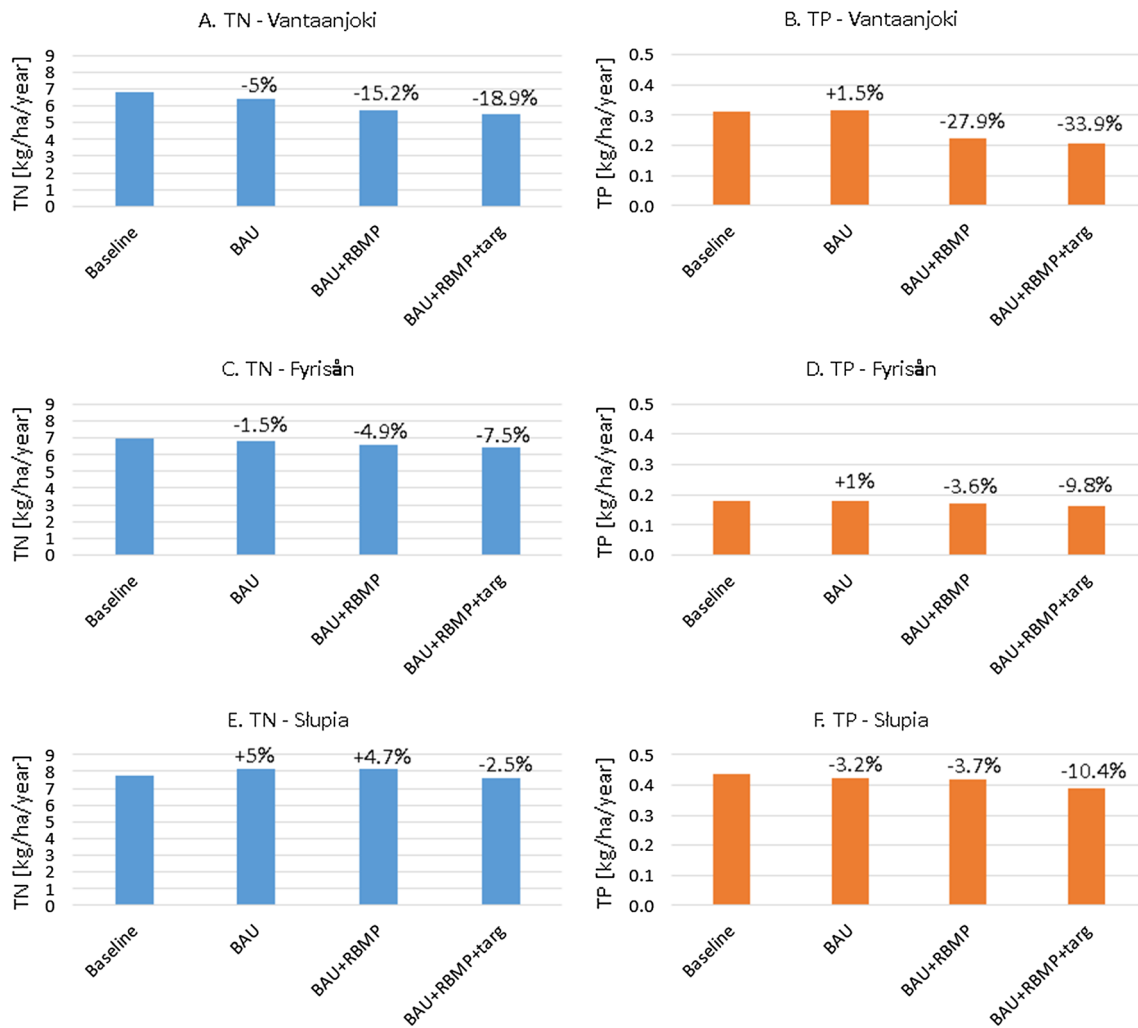 A. TN - Vantaanjoki
TN [kg/ha/year]
9
8
7
6
5
4
3
2
1
0
-5%
-15.2%
-18.9%
Baseline
BAU
BAU+RBMP
BAU+RBMP+targ
B. TP - Vantaanjoki
TP [kg/ha/year]
0.5
0.4
0.3
0.2
0.1
0.0
+1.5%
-27.9%
-33.9%
Baseline
BAU
BAU+RBMP
BAU+RBMP+targ
C. TN - Fyrisån
TN [kg/ha/year]
9
8
7
6
5
4
3
2
1
0
-1.5%
-4.9%
-7.5%
Baseline
BAU
BAU+RBMP
BAU+RBMP+targ
D. TP - Fyrisån
TP [kg/ha/year]
0.5
0.4
0.3
0.2
0.1
0.0
+1%
-3.6%
-9.8%
Baseline
BAU
BAU+RBMP
BAU+RBMP+targ
E. TN - Słupia
TN [kg/ha/year]
9
8
7
6
5
4
3
2
1
0
+5%
+4.7%
-2.5%
Baseline
BAU
BAU+RBMP
BAU+RBMP+targ
F. TP - Słupia
TP [kg/ha/year]
0.5
0.4
0.3
0.2
0.1
0.0
-3.2%
-3.7%
-10.4%
Baseline
BAU
BAU+RBMP
BAU+RBMP+targ